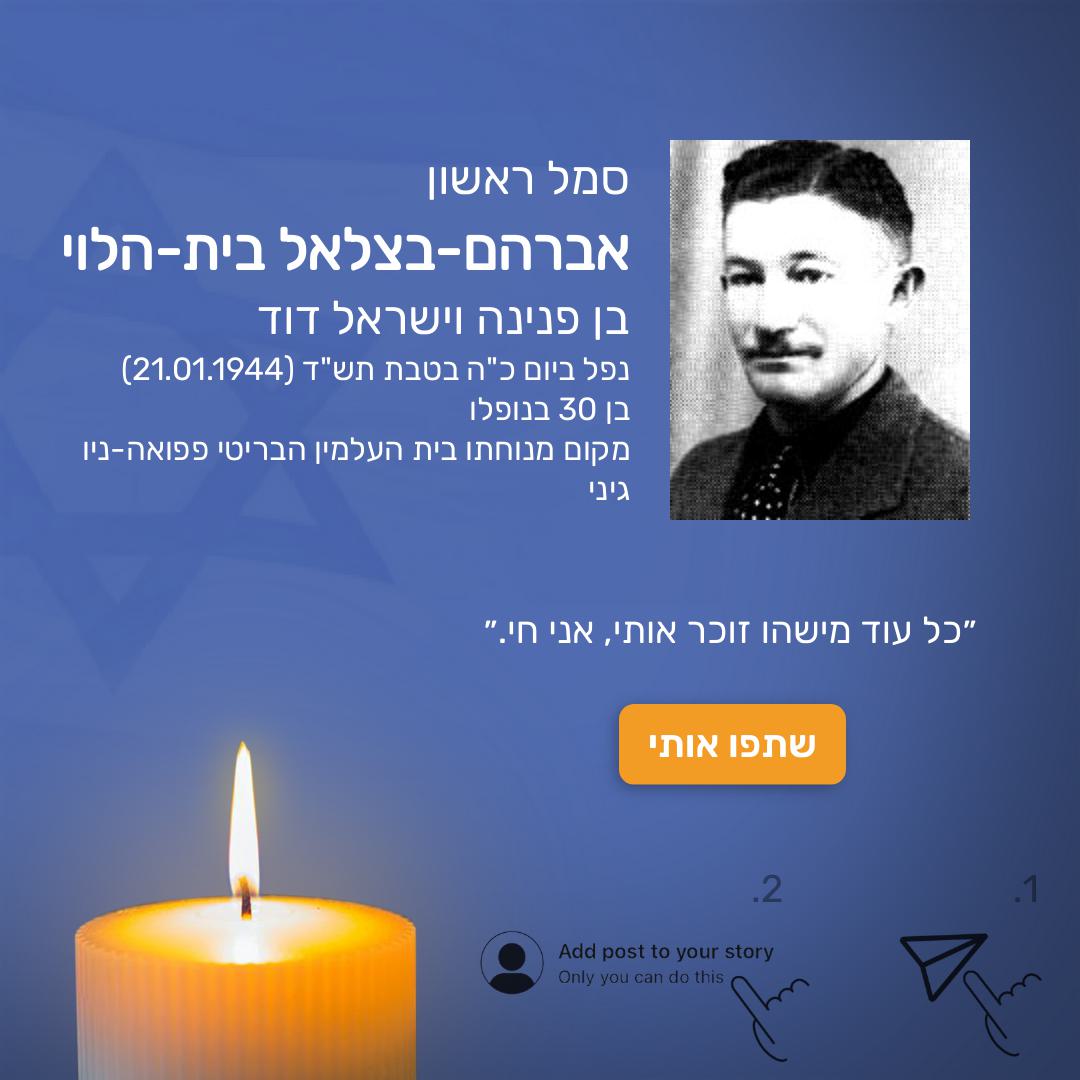 סמל ראשון
אברהם-בצלאל בית-הלוי
בן פנינה וישראל דוד
נפל ביום כ"ה בטבת תש"ד (21.01.1944)
בן 30 בנופלו
מקום מנוחתו בית העלמין הבריטי פפואה-ניו
גיני
״כל עוד מישהו זוכר אותי, אני חי.״
שתפו אותי
.1
.2
Add post to your story
Only you can do this